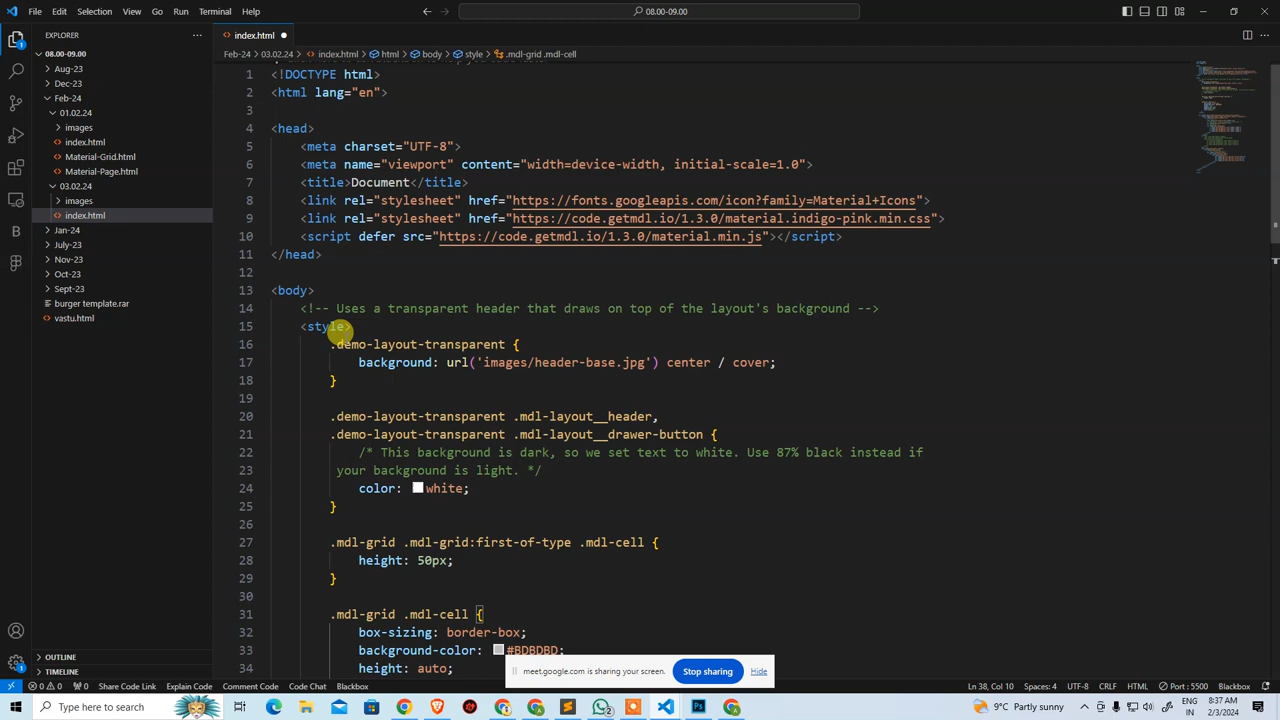 File Edit Selection View Go Run Terminal Help
08.00-09.00
EXPLORER
index.html
08.00-09.00
Aug-23
Dec-23
Feb-24
01.02.24
images
index.html
Material-Grid.html
Material-Page.html
03.02.24
images
index.html
Jan-24
July-23
Nov-23
Oct-23
Sept-23
burger template.rar
vastu.html
OUTLINE
TIMELINE
Feb-24 > 03.02.24 > index.html > html > body > style > .mdl-grid .mdl-cell
1 <!DOCTYPE html>
2 <html lang="en">
3
4 <head>
5 <meta charset="UTF-8">
6 <meta name="viewport" content="width=device-width, initial-scale=1.0">
7 <title>Document</title>
8 <link rel="stylesheet" href="https://fonts.googleapis.com/icon?family=Material+Icons">
9 <link rel="stylesheet" href="https://code.getmdl.io/1.3.0/material.indigo-pink.min.css">
10 <script defer src="https://code.getmdl.io/1.3.0/material.min.js"></script>
11 </head>
12
13 <body>
14 <!-- Uses a transparent header that draws on top of the layout's background -->
15 <style>
16 .demo-layout-transparent {
17 background: url('images/header-base.jpg') center / cover;
18 }
19
20 .demo-layout-transparent .mdl-layout__header,
21 .demo-layout-transparent .mdl-layout__drawer-button {
22 /* This background is dark, so we set text to white. Use 87% black instead if
23 your background is light. */
24 color: white;
25 }
26
27 .mdl-grid .mdl-grid:first-of-type .mdl-cell {
28 height: 50px;
29 }
30
31 .mdl-grid .mdl-cell {
32 box-sizing: border-box;
33 background-color: #BDBDBD;
34 height: auto;
meet.google.com is sharing your screen. Stop sharing Hide
0 0 0 Share Code Link Explain Code Comment Code Code Chat Blackbox
Ln 38, Col 10 Spaces: 4 UTF-8 CRLF HTML Port : 5500 Blackbox
Type here to search
9°C Partly sunny
ENG
IN
8:37 AM
2/3/2024